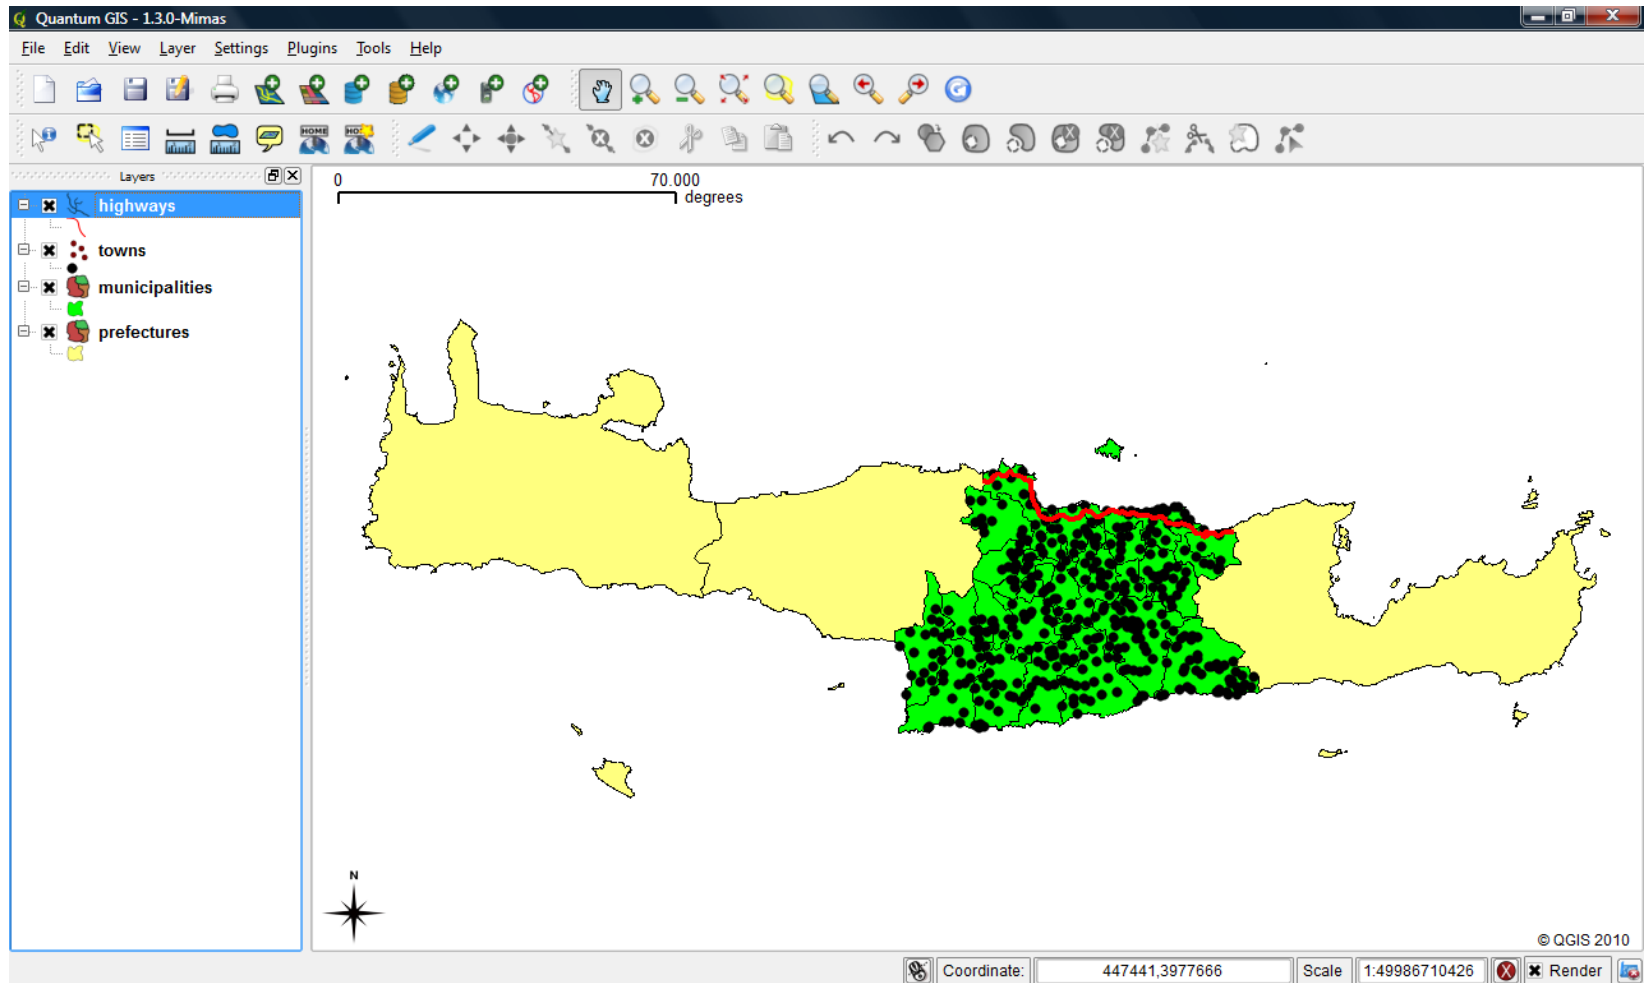 Quantum GIS - 1.3.0-Mimas
File Edit View Layer Settings Plugins Tools Help
HOME
Layers
highways
towns
municipalities
prefectures
0 70.000
degrees
N
© QGIS 2010
Coordinate: 447441,3977666 Scale 1:49986710426 Render